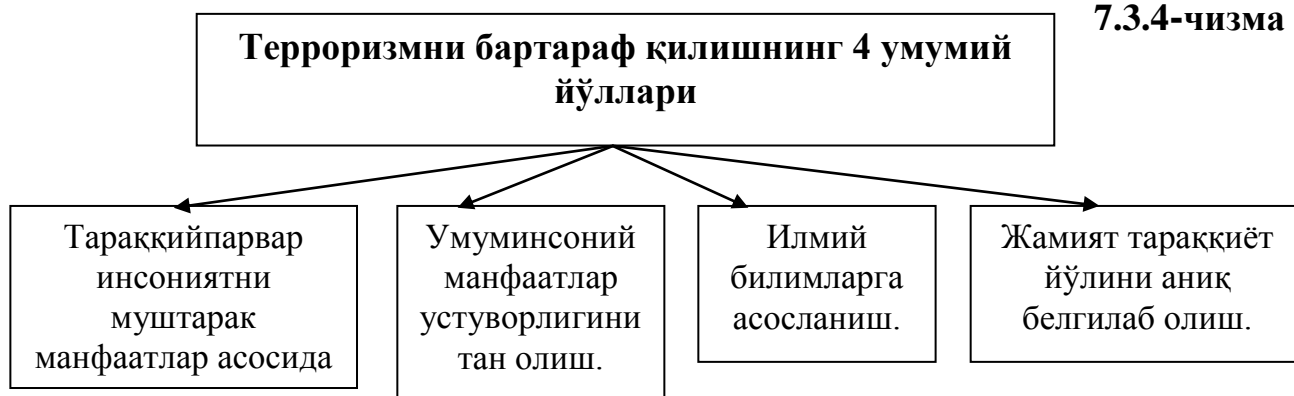 7.3.4-чизма
Терроризмни бартараф қилишнинг 4 умумий
йўллари
Тараққийпарвар
инсониятни
муштарак
манфаатлар асосида
Умуминсоний
манфаатлар
устуворлигини
тан олиш.
Илмий
билимларга
асосланиш.
Жамият тараққиёт
йўлини аниқ
белгилаб олиш.